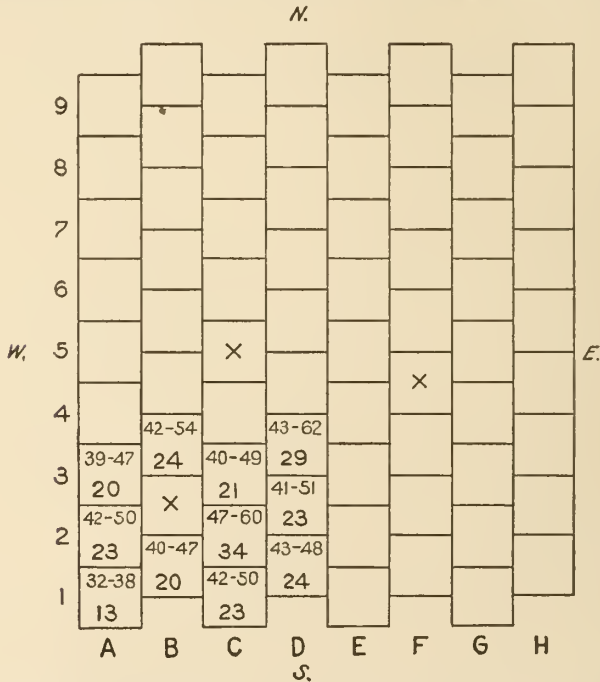 N.
9
8
7
6
W. 5 × E.
×
4
42-54 43-62
39-47 24 40-49 29
3
20 × 21 41-51
42-50 47-60 23
2
23 40-47 34 43-48
32-38 20 42-50 24
1
13 23
A B C D E F G H
S.